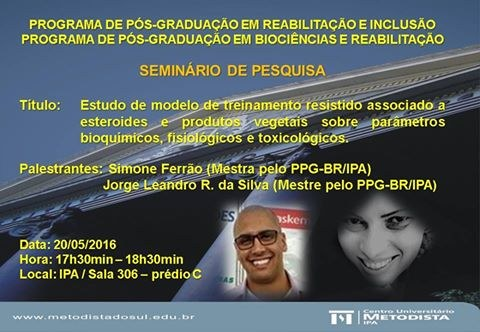 PROGRAMA DE PÓS-GRADUAÇÃO EM REABILITAÇÃO E INCLUSÃO
PROGRAMA DE PÓS-GRADUAÇÃO EM BIOCIÊNCIAS E REABILITAÇÃO
SEMINÁRIO DE PESQUISA
Título: Estudo de modelo de treinamento resistido associado a
esteroides e produtos vegetais sobre parâmetros
bioquímicos, fisiológicos e toxicológicos.
Palestrantes: Simone Ferrão (Mestra pelo PPG-BR/IPA)
Jorge Leandro R. da Silva (Mestre pelo PPG-BR/IPA)
Data: 20/05/2016
Hora: 17h30min – 18h30min
Local: IPA / Sala 306 – prédio C
www.metodistadosul.edu.br
Centro Universitário
METODISTA
IPA